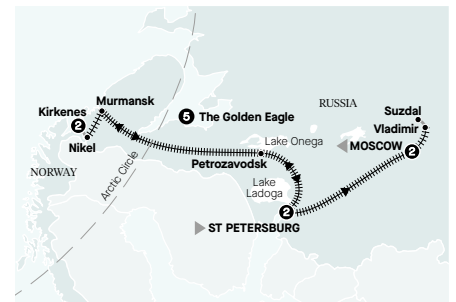 Murmansk
Kirkenes
2
Nikel
5 The Golden Eagle
RUSSIA
Suzdal
Vladimir
MOSCOW 2
Lake Onega
Petrozavodsk
NORWAY
Arctic Circle
Lake
Ladoga
2
ST PETERSBURG